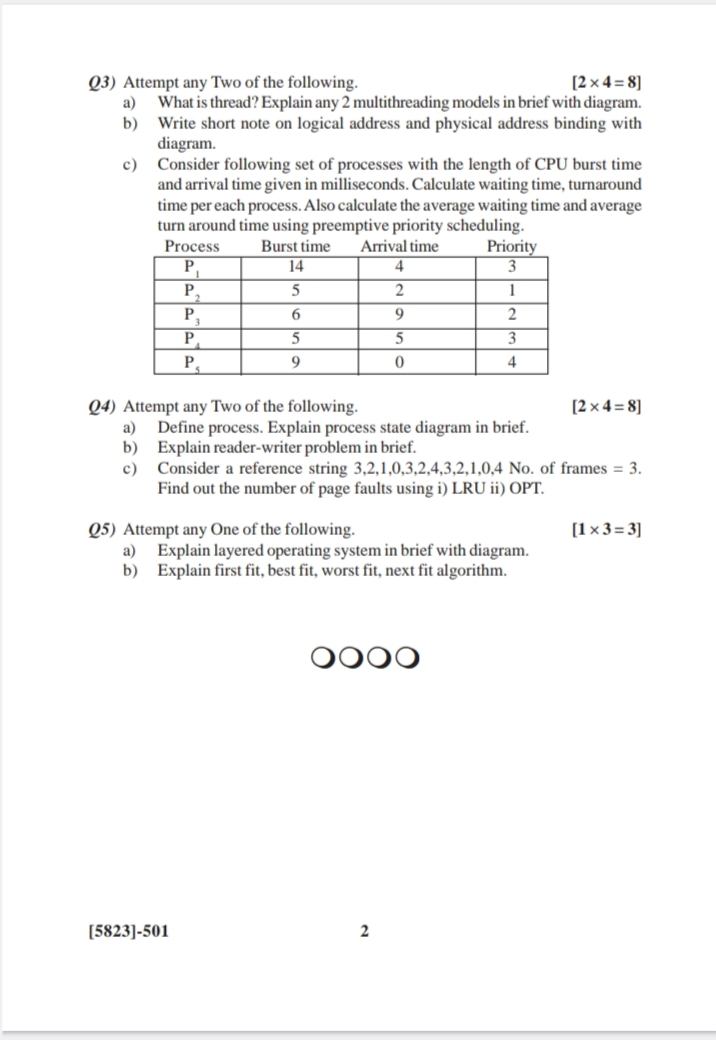 Q3) Attempt any Two of the following. [2 × 4 = 8]
a) What is thread? Explain any 2 multithreading models in brief with diagram.
b) Write short note on logical address and physical address binding with
diagram.
c) Consider following set of processes with the length of CPU burst time
and arrival time given in milliseconds. Calculate waiting time, turnaround
time per each process. Also calculate the average waiting time and average
turn around time using preemptive priority scheduling.
Process Burst time Arrival time Priority
P₁ 14 4 3
P₂ 5 2 1
P₃ 6 9 2
P₄ 5 5 3
P₅ 9 0 4
Q4) Attempt any Two of the following. [2 × 4 = 8]
a) Define process. Explain process state diagram in brief.
b) Explain reader-writer problem in brief.
c) Consider a reference string 3,2,1,0,3,2,4,3,2,1,0,4 No. of frames = 3.
Find out the number of page faults using i) LRU ii) OPT.
Q5) Attempt any One of the following. [1 × 3 = 3]
a) Explain layered operating system in brief with diagram.
b) Explain first fit, best fit, worst fit, next fit algorithm.
[5823]-501 2